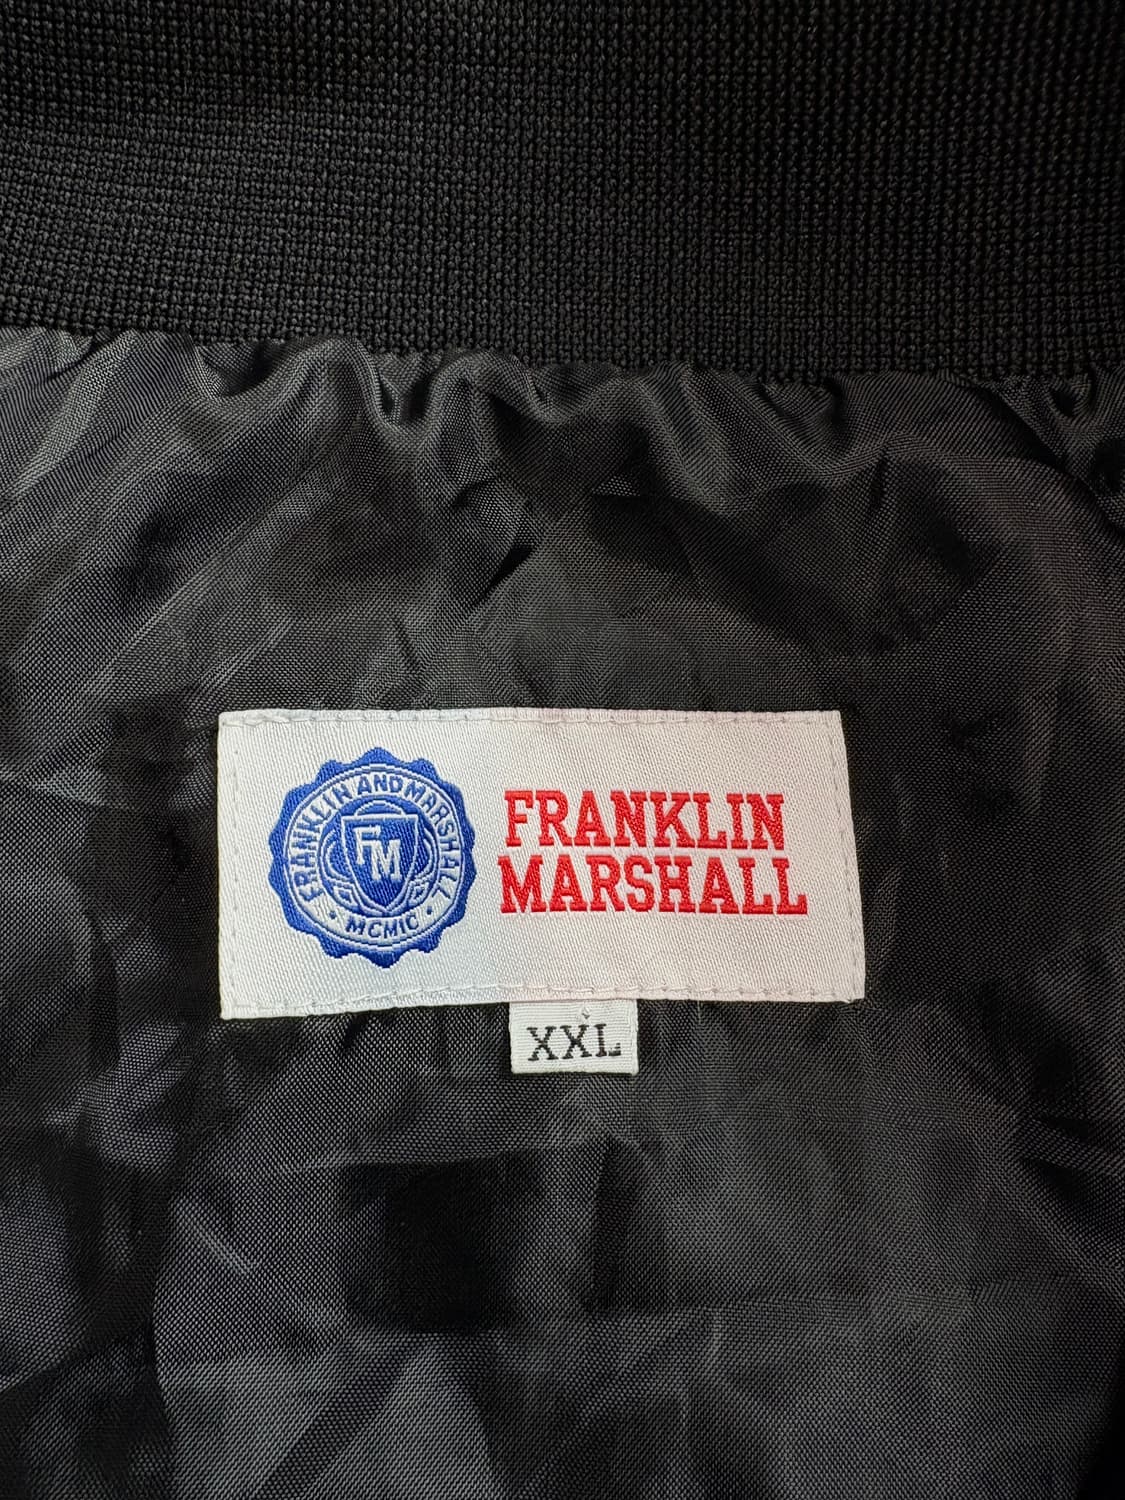 FRANKLIN AND MARSHALL
FM
· MCMIC ·
FRANKLIN
MARSHALL
XXL